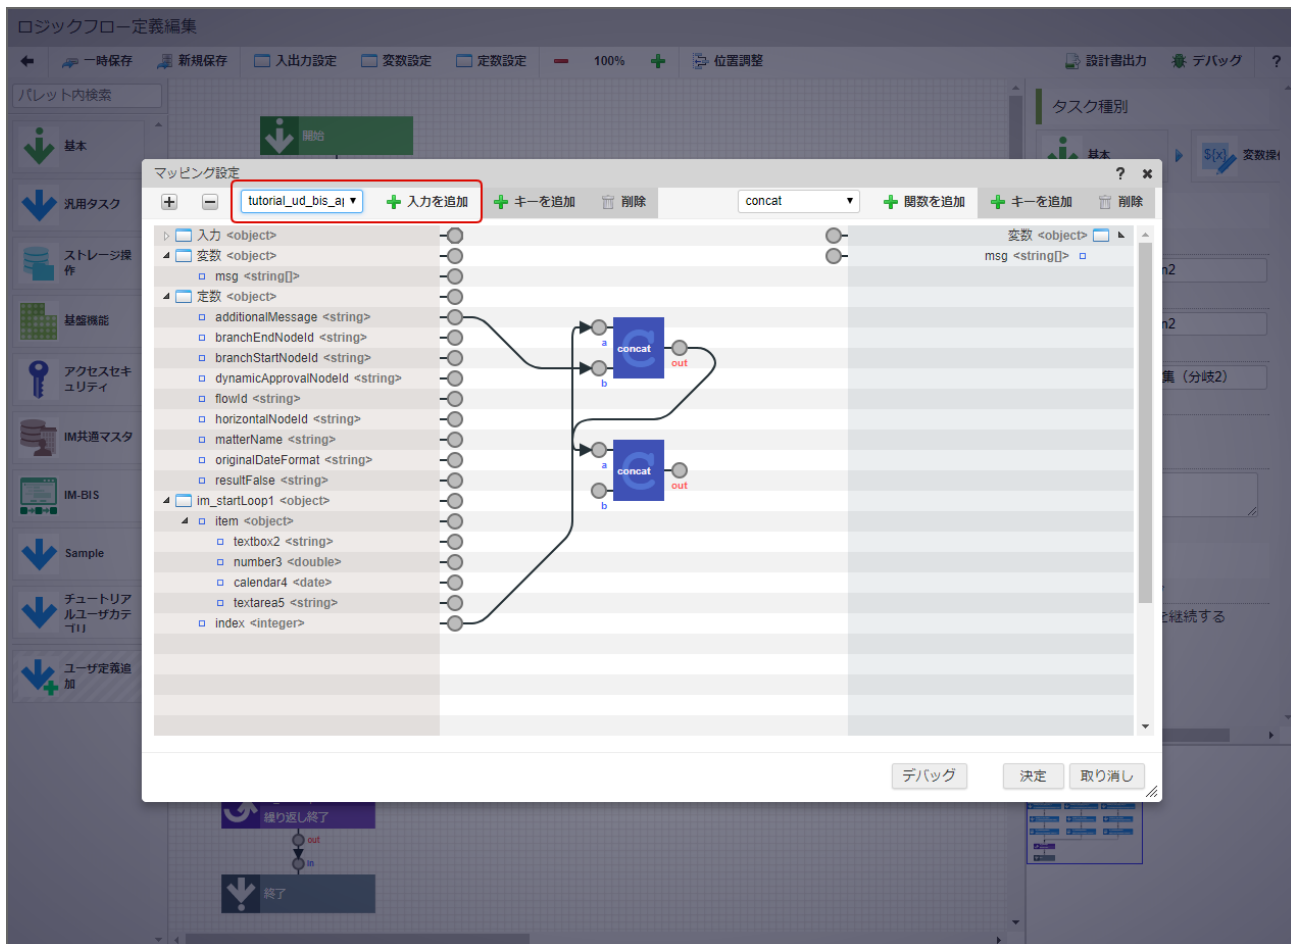 ロジックフロー定義編集
一時保存 新規保存 入出力設定 変数設定 定数設定 100% 位置調整 設計書出力 デバッグ ?
パレット内検索
基本
汎用タスク
ストレージ操作
基盤機能
アクセスセキュリティ
IM共通マスタ
IM-BIS
Sample
チュートリアルユーザカテゴリ
ユーザ定義追加
開始
タスク種別
基本 ${x} 変数操
マッピング設定 ?
tutorial_ud_bis_a 入力を追加 キーを追加 削除 concat 関数を追加 キーを追加 削除
入力 <object>
変数 <object>
msg <string[]>
定数 <object>
additionalMessage <string>
branchEndNodeId <string>
branchStartNodeId <string>
dynamicApprovalNodeId <string>
flowId <string>
horizontalNodeId <string>
matterName <string>
originalDateFormat <string>
resultFalse <string>
im_startLoop1 <object>
item <object>
textbox2 <string>
number3 <double>
calendar4 <date>
textarea5 <string>
index <integer>
a
concat
out
b
a
concat
out
b
変数 <object>
msg <string[]>
n2
n2
集（分岐2）
を継続する
デバッグ 決定 取り消し
繰り返し終了
out
in
終了